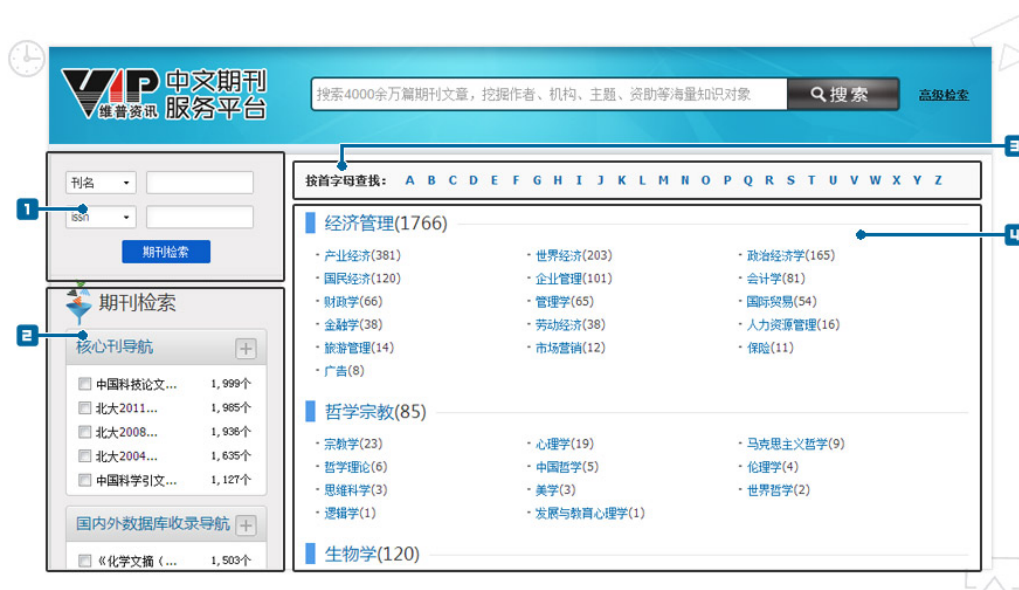 VIP 中文期刊
维普资讯 服务平台
搜索4000余万篇期刊文章，挖掘作者、机构、主题、资助等海量知识对象 搜索 高级检索
3
按首字母查找: A B C D E F G H I J K L M N O P Q R S T U V W X Y Z
刊名
1
issn
期刊检索
4
经济管理(1766)
产业经济(381) 世界经济(203) 政治经济学(165)
国民经济(120) 企业管理(101) 会计学(81)
财政学(66) 管理学(65) 国际贸易(54)
金融学(38) 劳动经济(38) 人力资源管理(16)
旅游管理(14) 市场营销(12) 保险(11)
广告(8)
期刊检索
2
核心刊导航
中国科技论文... 1,999个
北大2011... 1,985个
北大2008... 1,936个
北大2004... 1,635个
中国科学引文... 1,127个
哲学宗教(85)
宗教学(23) 心理学(19) 马克思主义哲学(9)
哲学理论(6) 中国哲学(5) 伦理学(4)
思维科学(3) 美学(3) 世界哲学(2)
逻辑学(1) 发展与教育心理学(1)
国内外数据库收录导航
《化学文摘（... 1,503个
生物学(120)